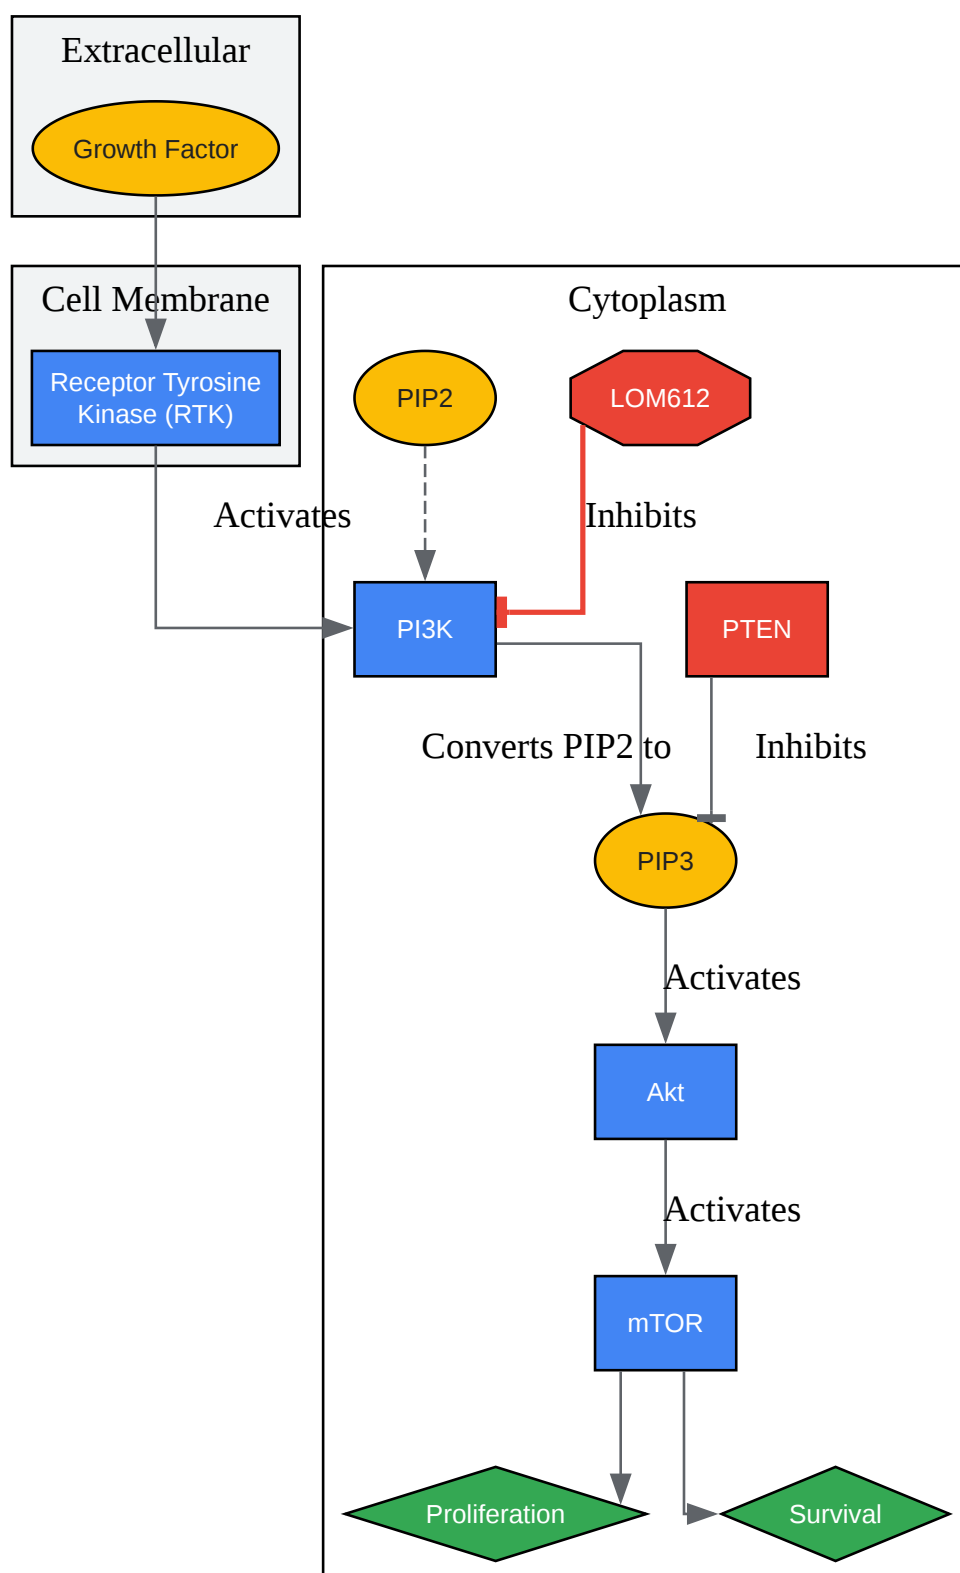 Extracellular
Growth Factor
Cell Membrane
Receptor Tyrosine
Kinase (RTK)
Cytoplasm
PIP2
LOM612
Activates
Inhibits
PI3K
PTEN
Converts PIP2 to
Inhibits
PIP3
Activates
Akt
Activates
mTOR
Proliferation
Survival